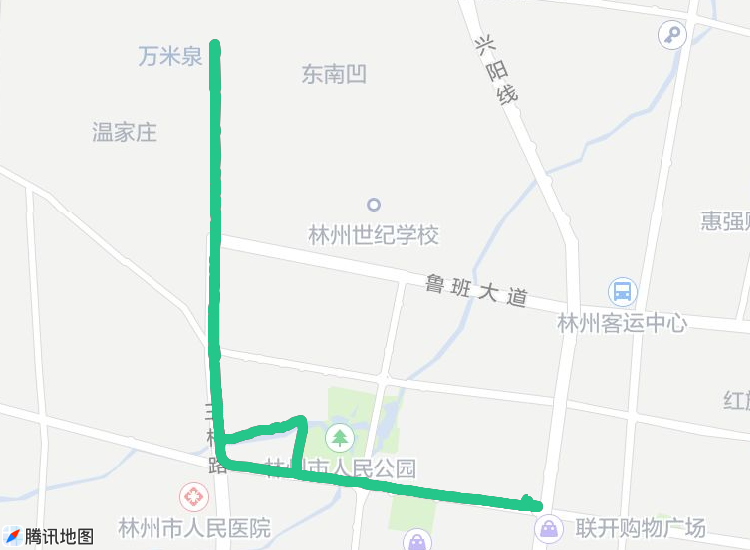 万米泉
东南凹
兴阳线
温家庄
林州世纪学校
惠强
鲁班大道
林州客运中心
红旗
路
林州市人民公园
林州市人民医院
联开购物广场
腾讯地图